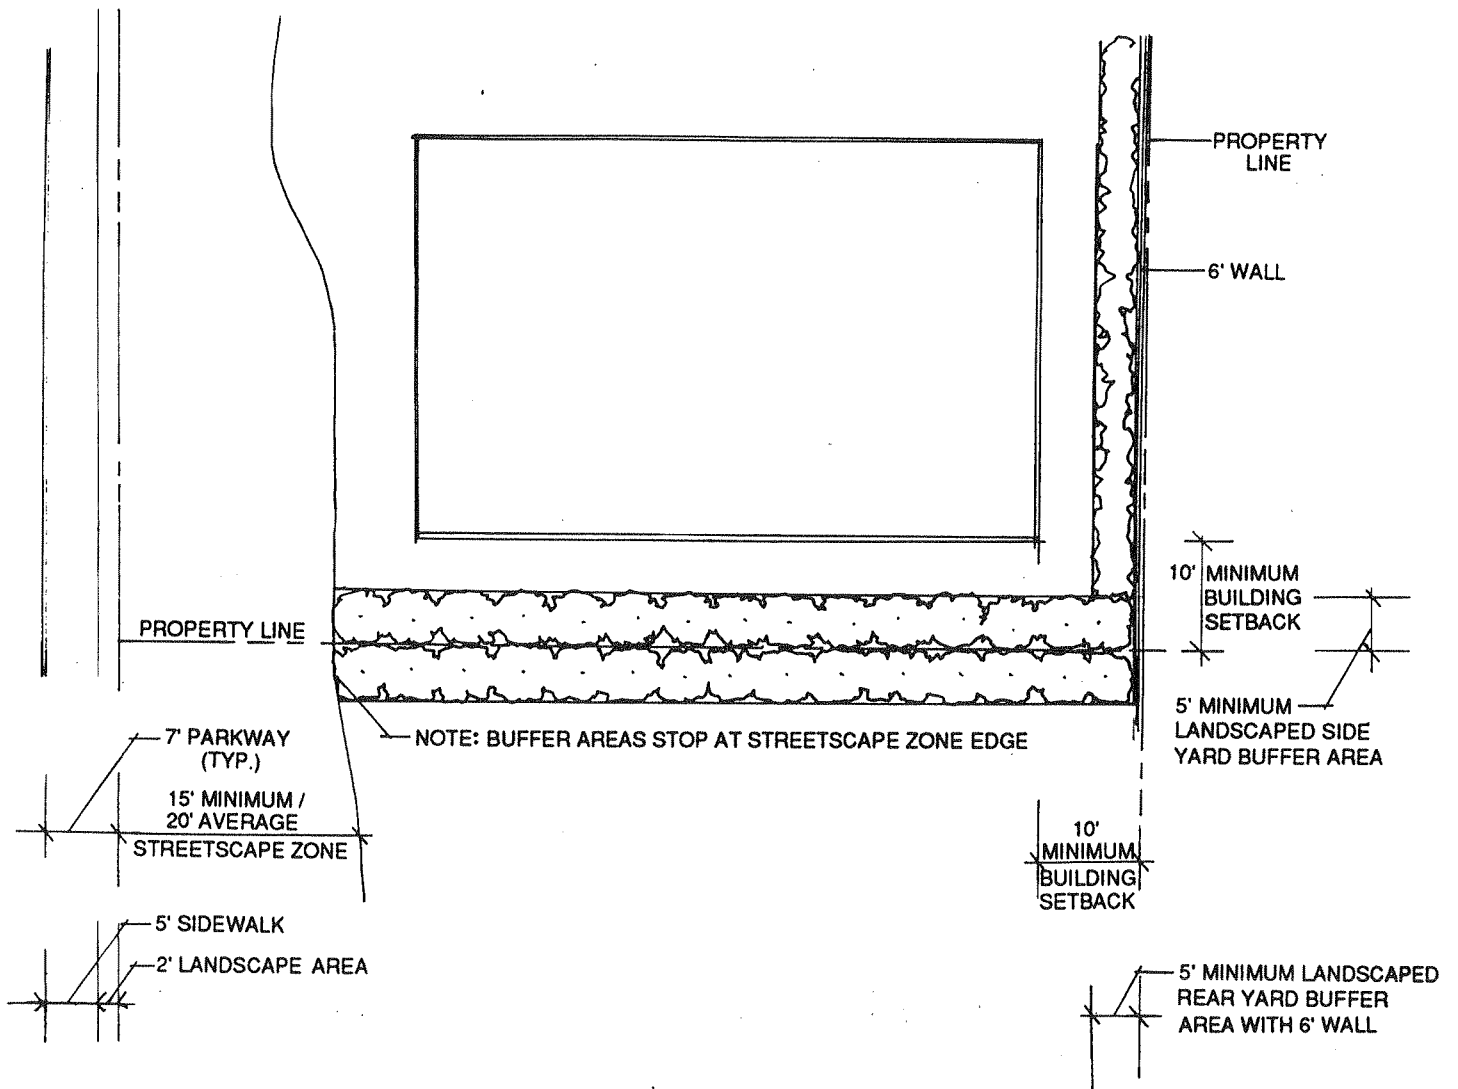 PROPERTY
LINE
6' WALL
10' MINIMUM
BUILDING
SETBACK
PROPERTY LINE
5' MINIMUM
LANDSCAPED SIDE
YARD BUFFER AREA
NOTE: BUFFER AREAS STOP AT STREETSCAPE ZONE EDGE
7' PARKWAY
(TYP.)
15' MINIMUM /
20' AVERAGE
STREETSCAPE ZONE
10'
MINIMUM
BUILDING
SETBACK
5' SIDEWALK
2' LANDSCAPE AREA
5' MINIMUM LANDSCAPED
REAR YARD BUFFER
AREA WITH 6' WALL